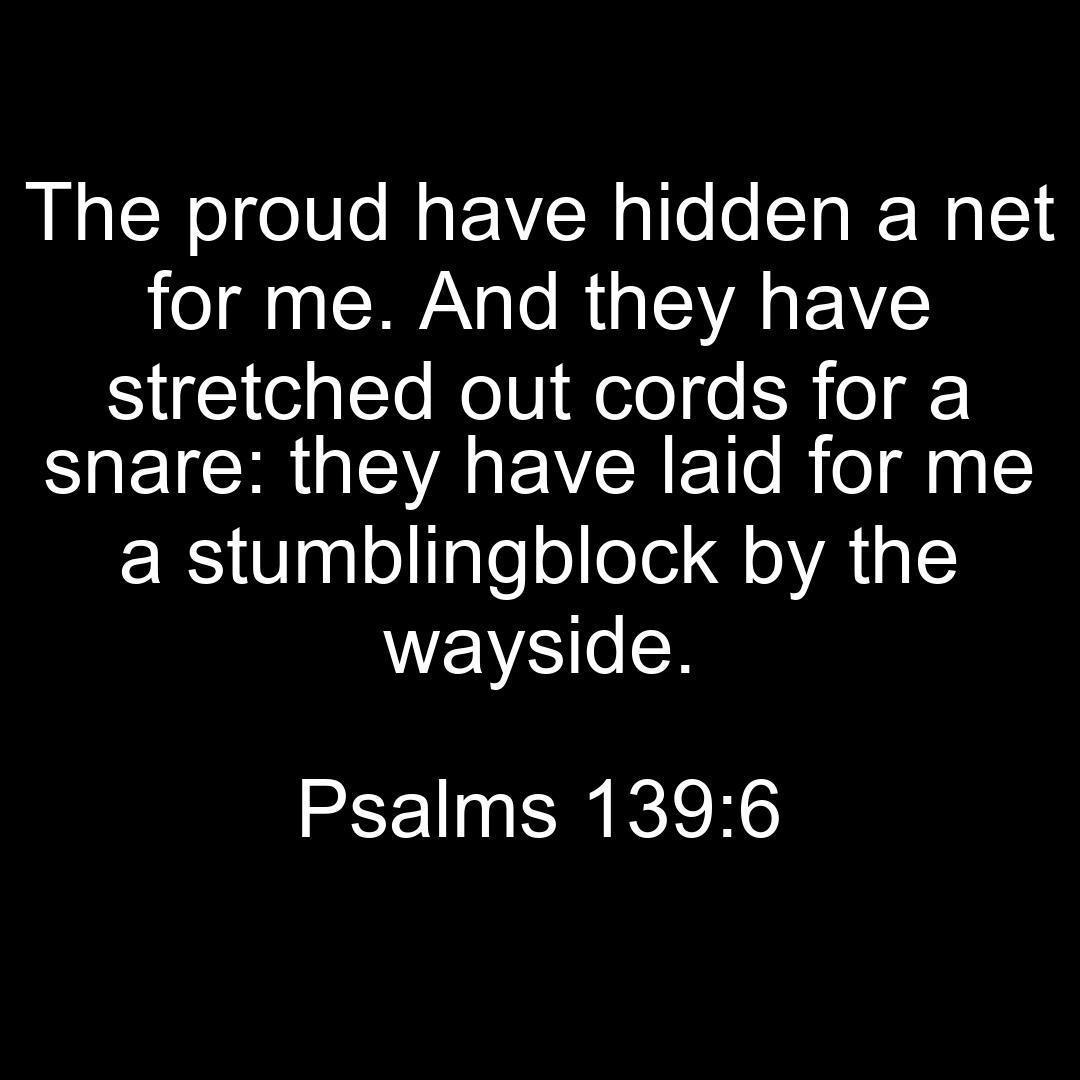 The proud have hidden a net
for me. And they have
stretched out cords for a
snare: they have laid for me
a stumblingblock by the
wayside.
Psalms 139:6